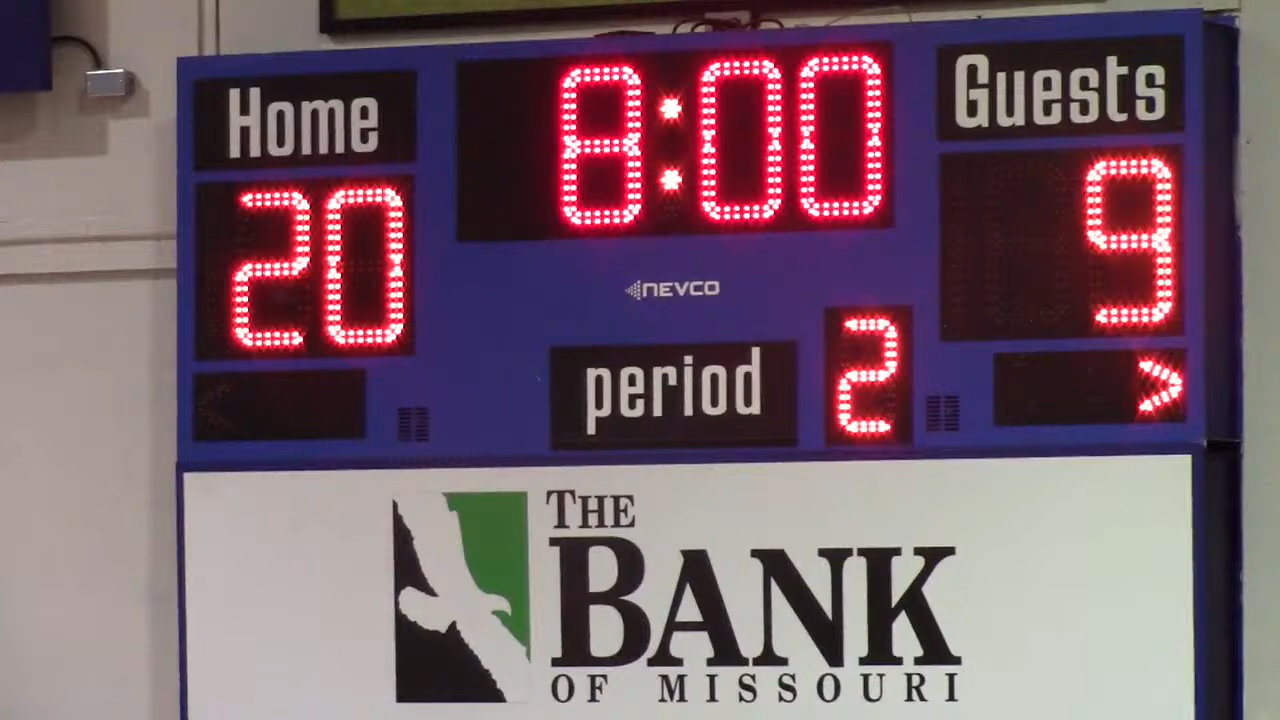 Home
8:00
Guests
20
9
NEVCO
period
2
>
THE
BANK
OF MISSOURI